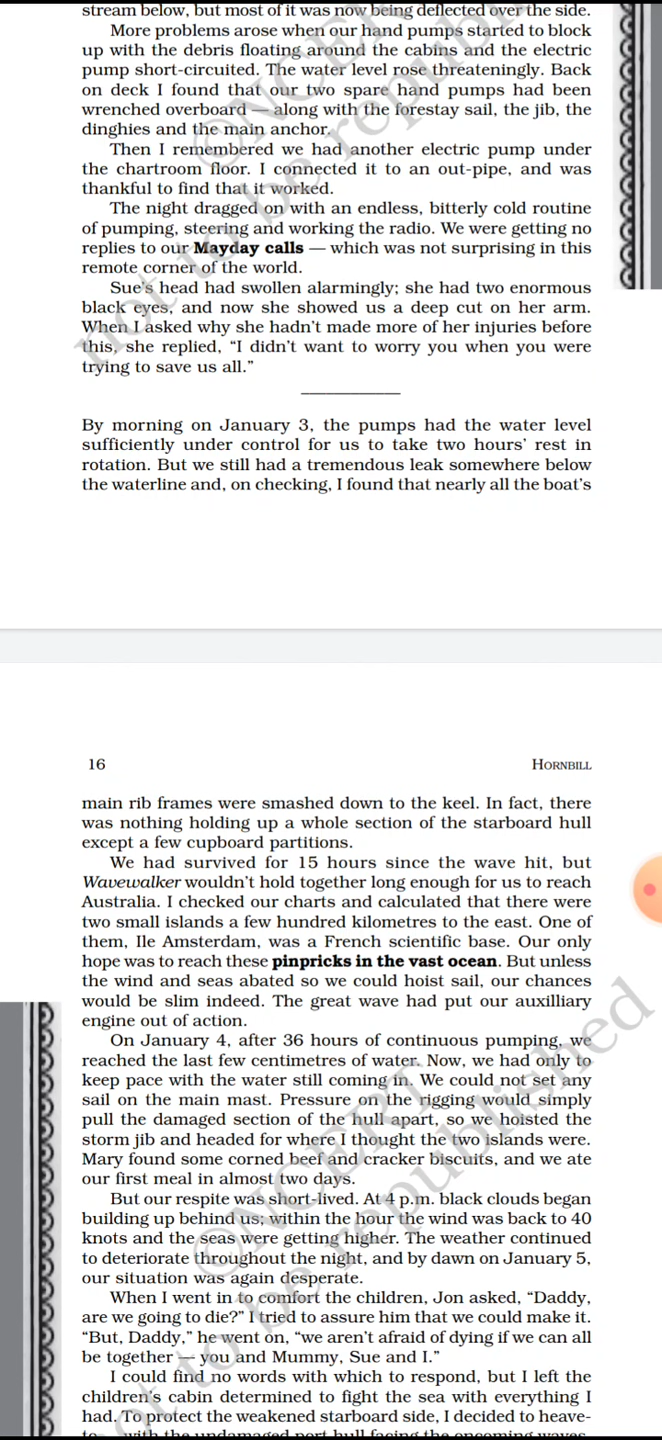 stream below, but most of it was now being deflected over the side.
More problems arose when our hand pumps started to block
up with the debris floating around the cabins and the electric
pump short-circuited. The water level rose threateningly. Back
on deck I found that our two spare hand pumps had been
wrenched overboard — along with the forestay sail, the jib, the
dinghies and the main anchor.
Then I remembered we had another electric pump under
the chartroom floor. I connected it to an out-pipe, and was
thankful to find that it worked.
The night dragged on with an endless, bitterly cold routine
of pumping, steering and working the radio. We were getting no
replies to our Mayday calls — which was not surprising in this
remote corner of the world.
Sue's head had swollen alarmingly; she had two enormous
black eyes, and now she showed us a deep cut on her arm.
When I asked why she hadn't made more of her injuries before
this, she replied, “I didn't want to worry you when you were
trying to save us all.”
By morning on January 3, the pumps had the water level
sufficiently under control for us to take two hours' rest in
rotation. But we still had a tremendous leak somewhere below
the waterline and, on checking, I found that nearly all the boat's
©NCERT
not to be republished
16 HORNBILL
main rib frames were smashed down to the keel. In fact, there
was nothing holding up a whole section of the starboard hull
except a few cupboard partitions.
We had survived for 15 hours since the wave hit, but
Wavewalker wouldn't hold together long enough for us to reach
Australia. I checked our charts and calculated that there were
two small islands a few hundred kilometres to the east. One of
them, Ile Amsterdam, was a French scientific base. Our only
hope was to reach these pinpricks in the vast ocean. But unless
the wind and seas abated so we could hoist sail, our chances
would be slim indeed. The great wave had put our auxilliary
engine out of action.
On January 4, after 36 hours of continuous pumping, we
reached the last few centimetres of water. Now, we had only to
keep pace with the water still coming in. We could not set any
sail on the main mast. Pressure on the rigging would simply
pull the damaged section of the hull apart, so we hoisted the
storm jib and headed for where I thought the two islands were.
Mary found some corned beef and cracker biscuits, and we ate
our first meal in almost two days.
But our respite was short-lived. At 4 p.m. black clouds began
building up behind us; within the hour the wind was back to 40
knots and the seas were getting higher. The weather continued
to deteriorate throughout the night, and by dawn on January 5,
our situation was again desperate.
When I went in to comfort the children, Jon asked, “Daddy,
are we going to die?” I tried to assure him that we could make it.
“But, Daddy,” he went on, “we aren't afraid of dying if we can all
be together — you and Mummy, Sue and I.”
I could find no words with which to respond, but I left the
children's cabin determined to fight the sea with everything I
had. To protect the weakened starboard side, I decided to heave-
to — with the undamaged port hull facing the oncoming waves,
©NCERT
not to be republished